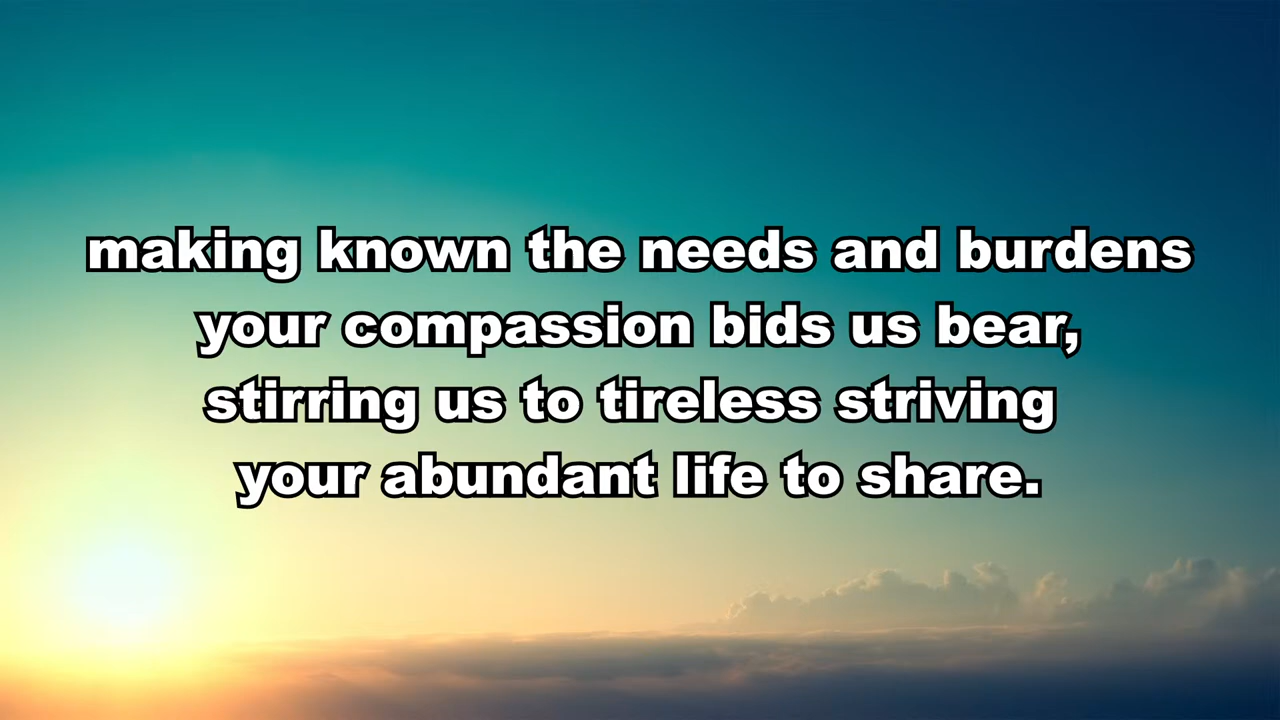 making known the needs and burdens
your compassion bids us bear,
stirring us to tireless striving
your abundant life to share.